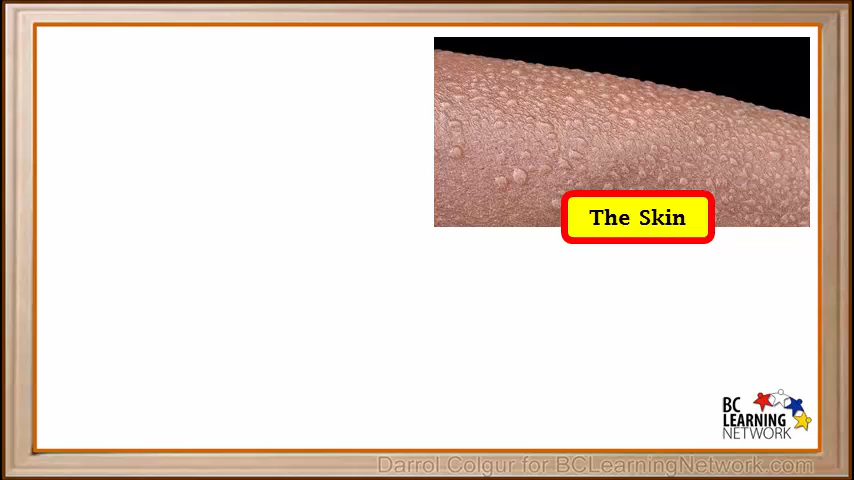 The Skin
BC
LEARNING
NETWORK
Darrol Colgur for BCLearningNetwork.com